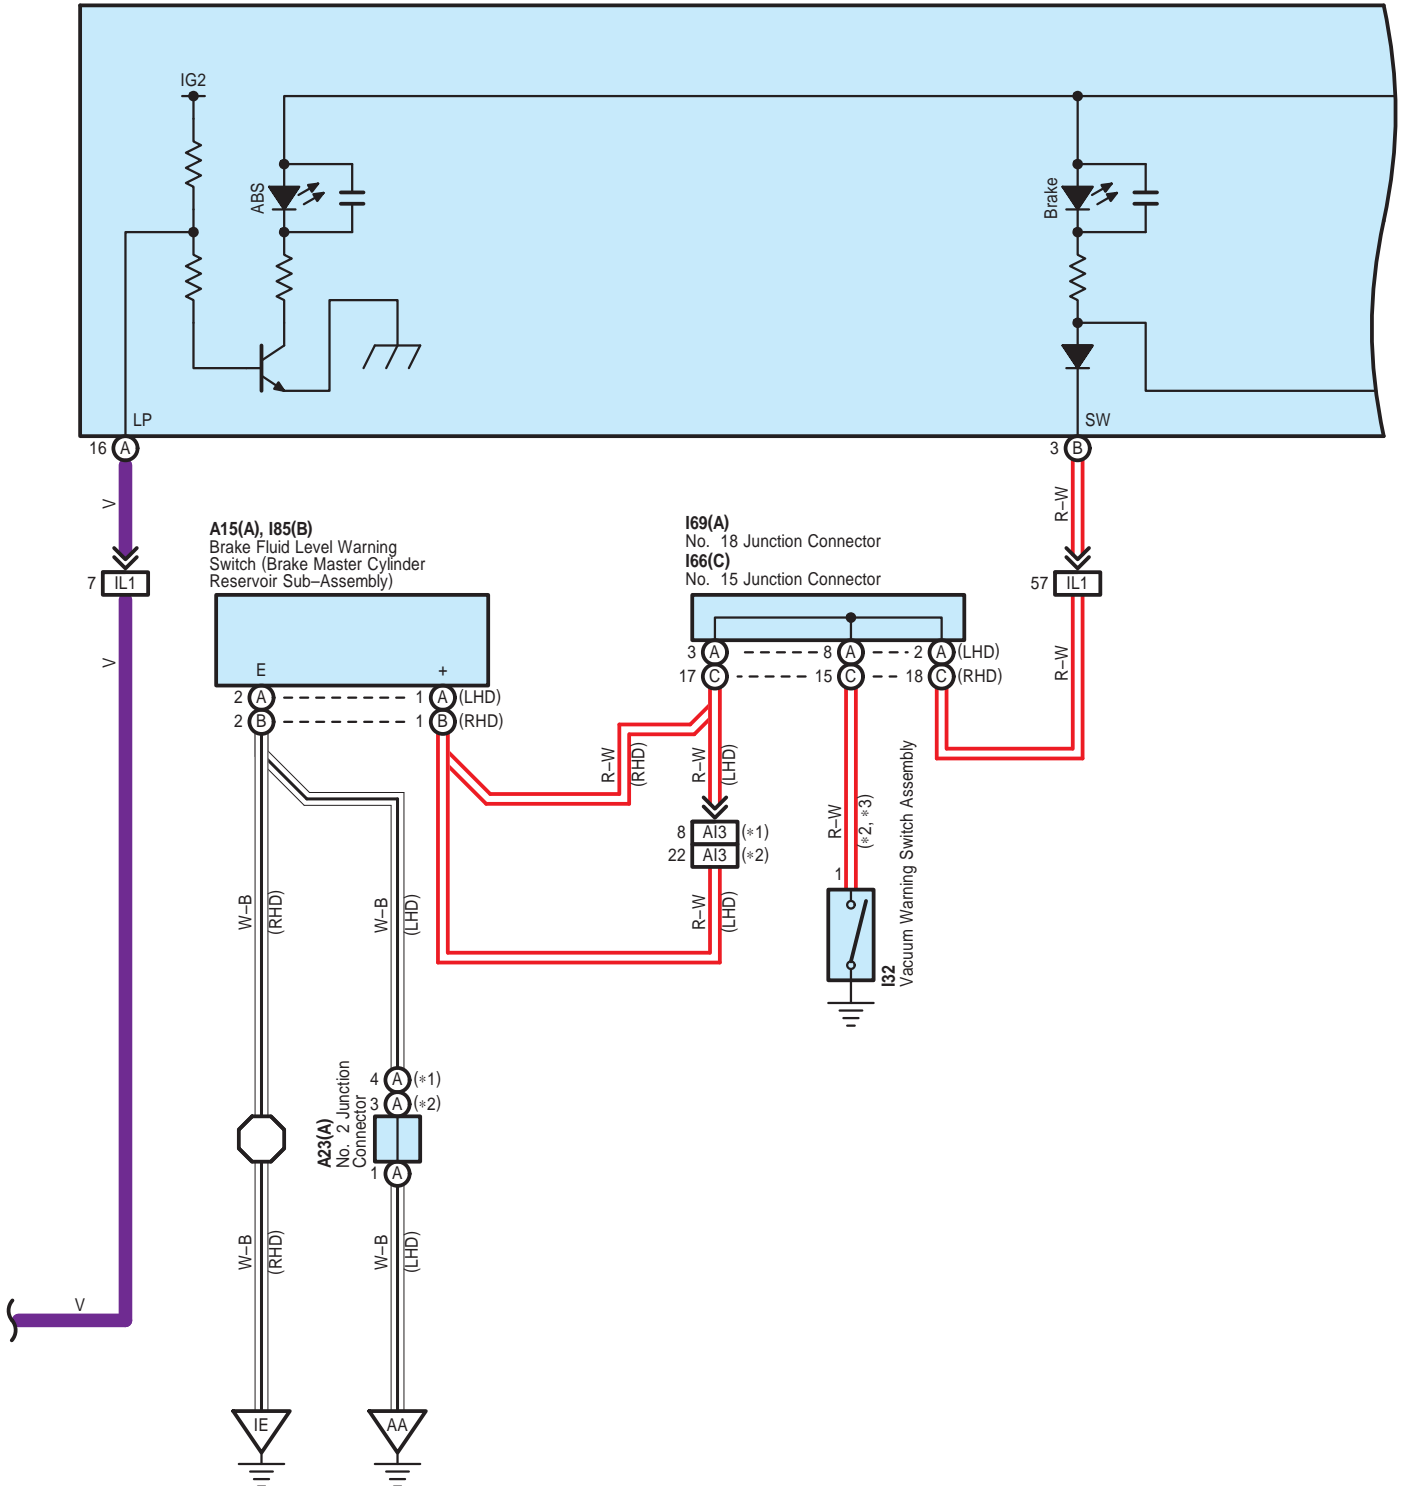 IG2
ABS
Brake
LP
SW
16 A
3 B
V
R–W
A15(A), I85(B)
Brake Fluid Level Warning
Switch (Brake Master Cylinder
Reservoir Sub–Assembly)
I69(A)
No. 18 Junction Connector
I66(C)
No. 15 Junction Connector
7 IL1
57 IL1
V
R–W
E +
2 A 1 A (LHD)
2 B 1 B (RHD)
3 A 8 A 2 A (LHD)
17 C 15 C 18 C (RHD)
R–W
(RHD)
R–W
(LHD)
R–W
(*2, *3)
8 AI3 (*1)
22 AI3 (*2)
1
I32
Vacuum Warning Switch Assembly
W–B
(RHD)
W–B
(LHD)
R–W
(LHD)
4 A (*1)
3 A (*2)
A23(A)
No. 2 Junction
Connector
1 A
W–B
(RHD)
W–B
(LHD)
V
IE
AA